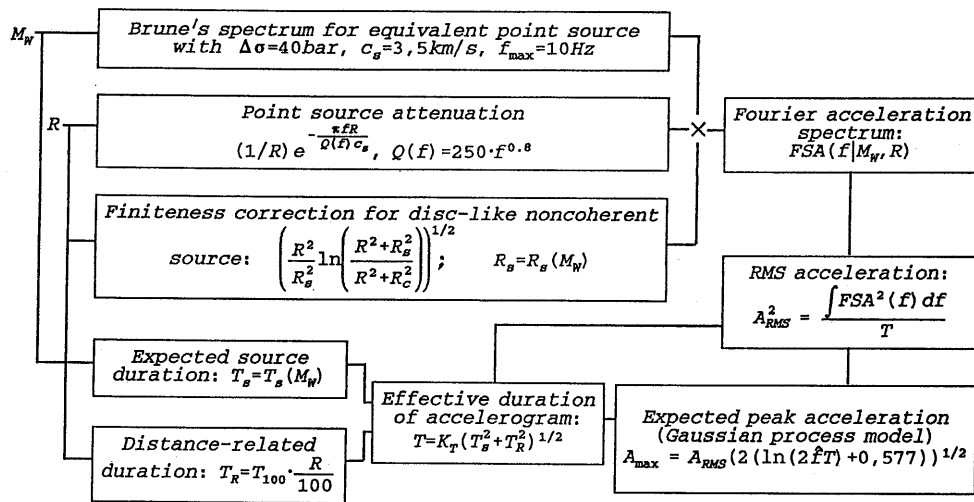 M_W
Brune's spectrum for equivalent point source
with Δσ=40bar, c_s=3,5km/s, f_max=10Hz
R
Point source attenuation
(1/R) e^{-πfR/(Q(f)c_s)}, Q(f)=250·f^{0.8}
×
Fourier acceleration
spectrum:
FSA(f|M_W,R)
Finiteness correction for disc-like noncoherent
source: (R²/R_s² ln((R²+R_s²)/(R²+R_c²)))^{1/2}; R_s=R_s(M_W)
RMS acceleration:
A²_RMS = ∫FSA²(f)df/T
Expected source
duration: T_s=T_s(M_W)
Effective duration
of accelerogram:
T=K_T(T_s²+T_R²)^{1/2}
Distance-related
duration: T_R=T_100·R/100
Expected peak acceleration
(Gaussian process model)
A_max = A_RMS(2(ln(2f̂T)+0,577))^{1/2}